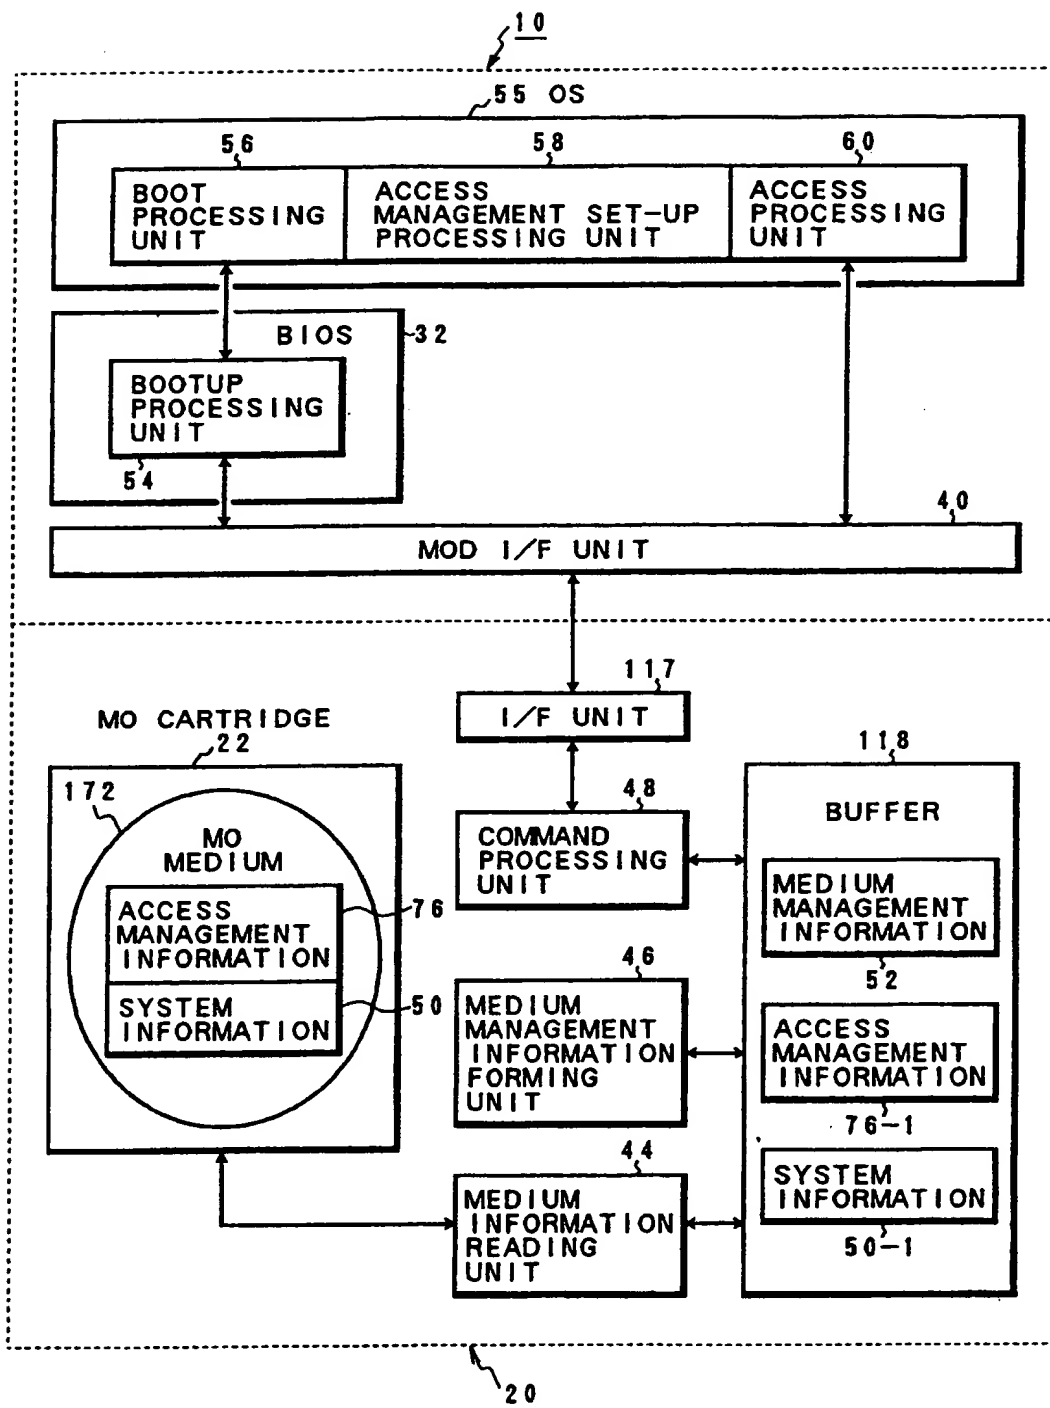 10
55 OS
56
58
60
BOOT
PROCESSING
UNIT
ACCESS
MANAGEMENT SET-UP
PROCESSING UNIT
ACCESS
PROCESSING
UNIT
BIOS
32
BOOTUP
PROCESSING
UNIT
54
40
MOD I/F UNIT
117
I/F UNIT
MO CARTRIDGE
22
172
MO
MEDIUM
ACCESS
MANAGEMENT
INFORMATION
76
SYSTEM
INFORMATION
50
48
COMMAND
PROCESSING
UNIT
46
MEDIUM
MANAGEMENT
INFORMATION
FORMING
UNIT
44
MEDIUM
INFORMATION
READING
UNIT
118
BUFFER
MEDIUM
MANAGEMENT
INFORMATION
52
ACCESS
MANAGEMENT
INFORMATION
76-1
SYSTEM
INFORMATION
50-1
20